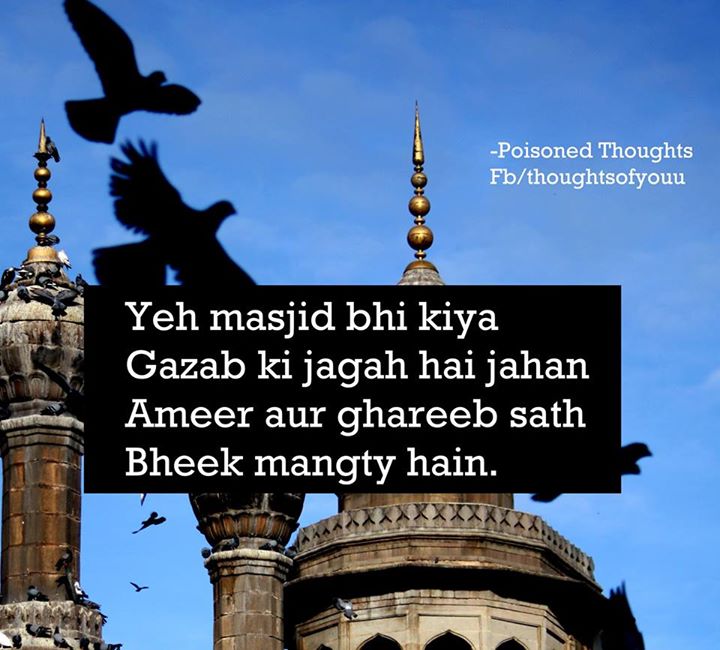 -Poisoned Thoughts
Fb/thoughtsofyouu
Yeh masjid bhi kiya
Gazab ki jagah hai jahan
Ameer aur ghareeb sath
Bheek mangty hain.